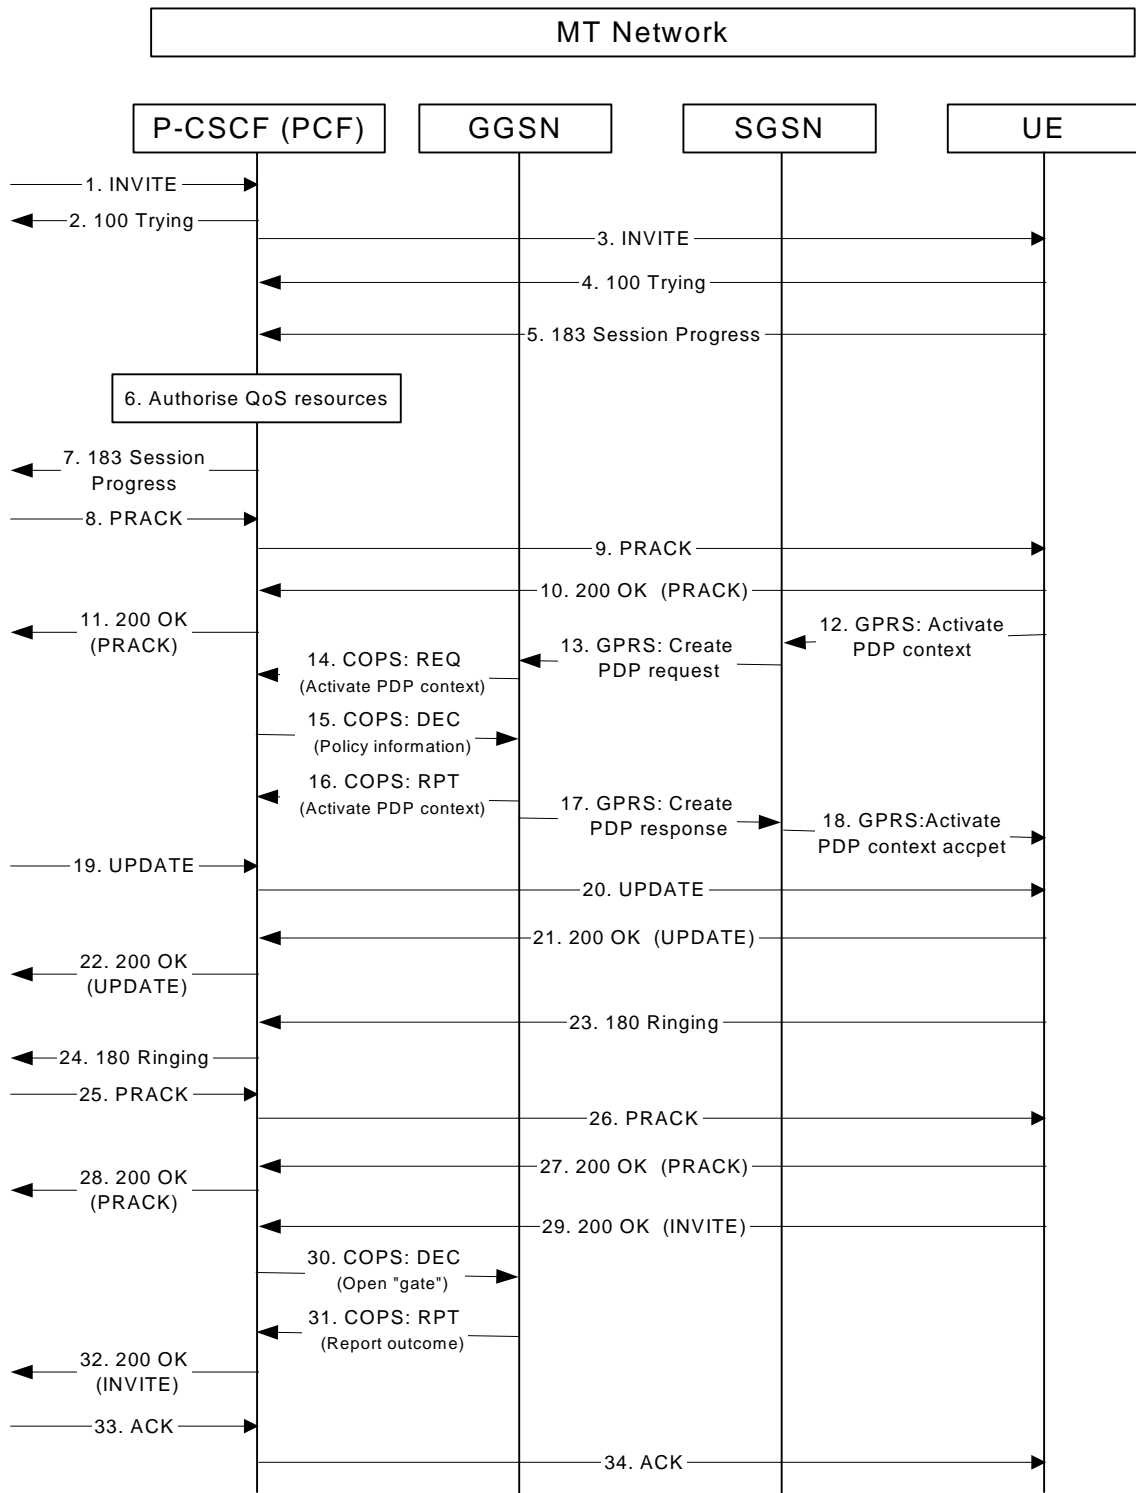 MT Network
P-CSCF (PCF)
GGSN
SGSN
UE
1. INVITE
2. 100 Trying
3. INVITE
4. 100 Trying
5. 183 Session Progress
6. Authorise QoS resources
7. 183 Session
Progress
8. PRACK
9. PRACK
10. 200 OK (PRACK)
11. 200 OK
(PRACK)
12. GPRS: Activate
PDP context
13. GPRS: Create
PDP request
14. COPS: REQ
(Activate PDP context)
15. COPS: DEC
(Policy information)
16. COPS: RPT
(Activate PDP context)
17. GPRS: Create
PDP response
18. GPRS:Activate
PDP context accpet
19. UPDATE
20. UPDATE
21. 200 OK (UPDATE)
22. 200 OK
(UPDATE)
23. 180 Ringing
24. 180 Ringing
25. PRACK
26. PRACK
27. 200 OK (PRACK)
28. 200 OK
(PRACK)
29. 200 OK (INVITE)
30. COPS: DEC
(Open "gate")
31. COPS: RPT
(Report outcome)
32. 200 OK
(INVITE)
33. ACK
34. ACK